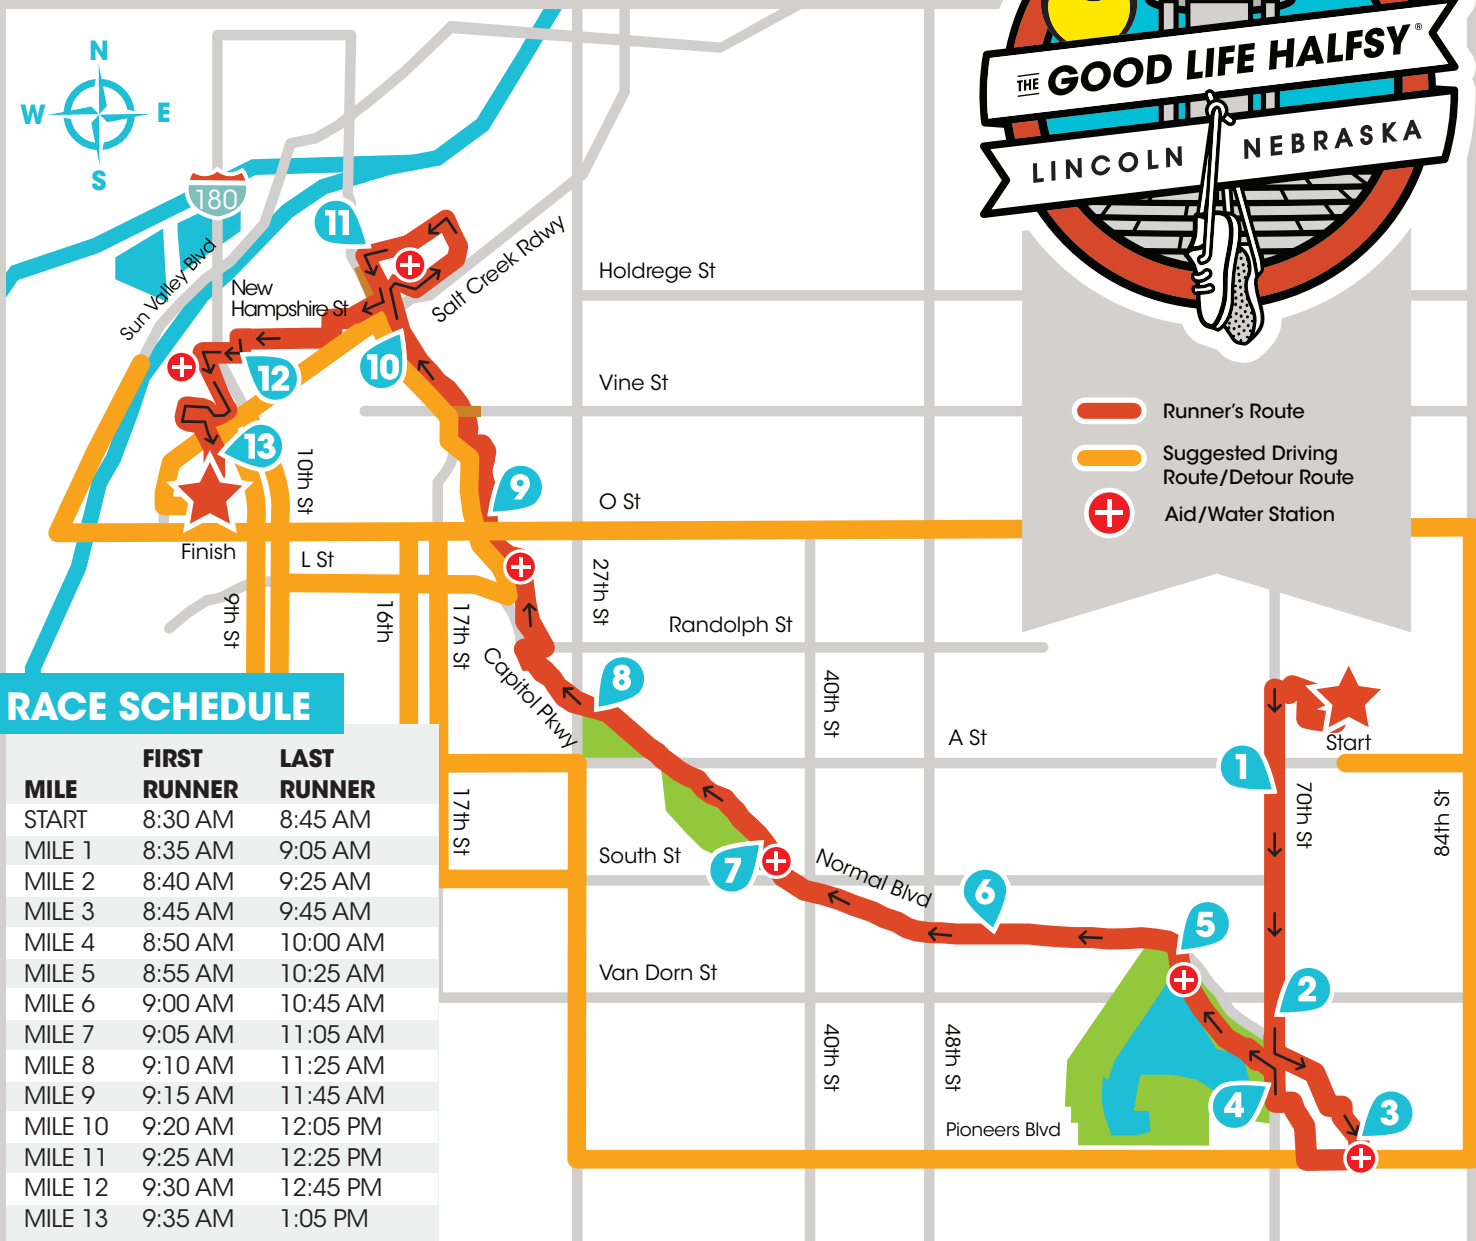 THE GOOD LIFE HALFSY®
LINCOLN NEBRASKA
N
W E
S
180
Sun Valley Blvd
New
Hampshire St
11
Salt Creek Rdwy
Holdrege St
10
12
13
Vine St
10th St
9
O St
Finish
L St
9th St
16th
17th St
27th St
Randolph St
Capitol Pkwy
8
40th St
A St
Runner's Route
Suggested Driving
Route/Detour Route
Aid/Water Station
Start
1
70th St
84th St
17th St
South St
7
Normal Blvd
6
5
Van Dorn St
2
40th St
48th St
4
3
Pioneers Blvd
RACE SCHEDULE
FIRST LAST
MILE RUNNER RUNNER
START 8:30 AM 8:45 AM
MILE 1 8:35 AM 9:05 AM
MILE 2 8:40 AM 9:25 AM
MILE 3 8:45 AM 9:45 AM
MILE 4 8:50 AM 10:00 AM
MILE 5 8:55 AM 10:25 AM
MILE 6 9:00 AM 10:45 AM
MILE 7 9:05 AM 11:05 AM
MILE 8 9:10 AM 11:25 AM
MILE 9 9:15 AM 11:45 AM
MILE 10 9:20 AM 12:05 PM
MILE 11 9:25 AM 12:25 PM
MILE 12 9:30 AM 12:45 PM
MILE 13 9:35 AM 1:05 PM